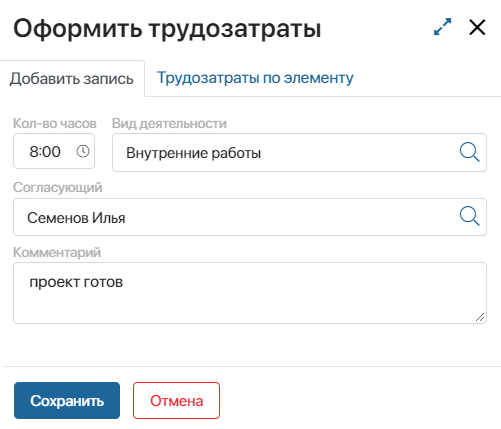 Оформить трудозатраты
Добавить запись Трудозатраты по элементу
Кол-во часов Вид деятельности
8:00 Внутренние работы
Согласующий
Семенов Илья
Комментарий
проект готов
Сохранить Отмена